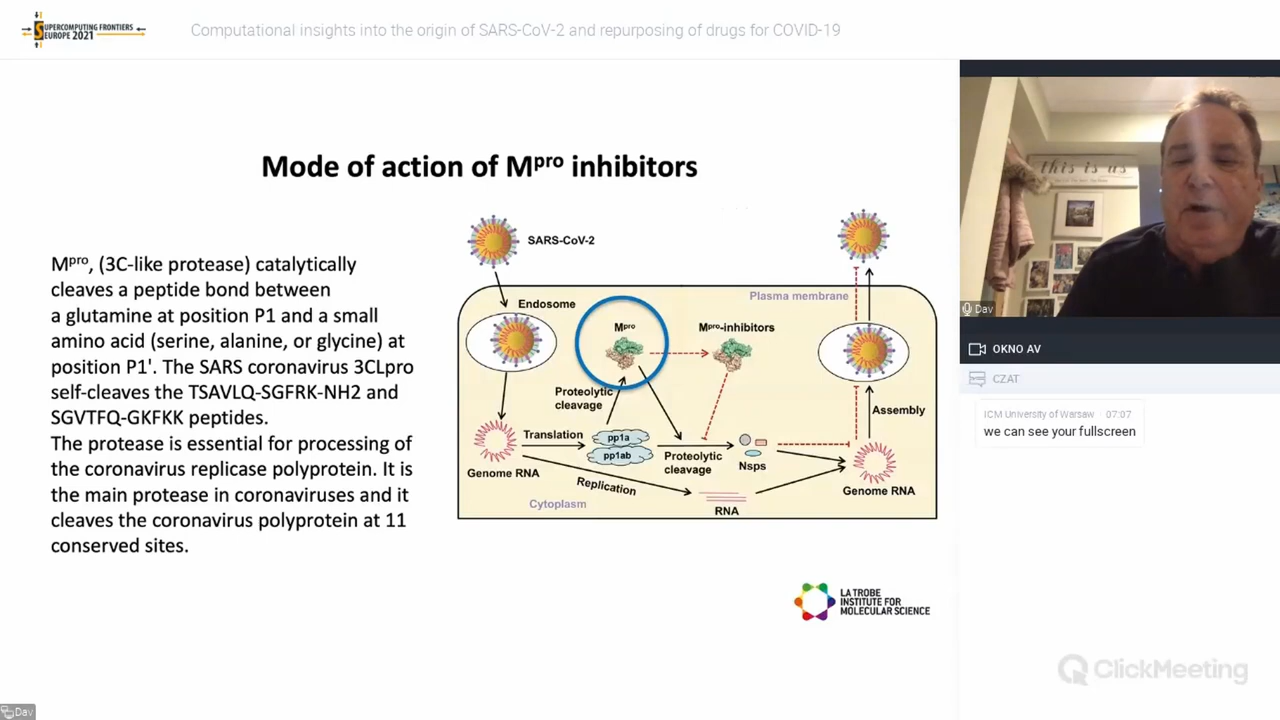 SUPERCOMPUTING FRONTIERS
EUROPE 2021
Computational insights into the origin of SARS-CoV-2 and repurposing of drugs for COVID-19
Mode of action of Mᵖʳᵒ inhibitors
Mᵖʳᵒ, (3C-like protease) catalytically
cleaves a peptide bond between
a glutamine at position P1 and a small
amino acid (serine, alanine, or glycine) at
position P1'. The SARS coronavirus 3CLpro
self-cleaves the TSAVLQ-SGFRK-NH2 and
SGVTFQ-GKFKK peptides.
The protease is essential for processing of
the coronavirus replicase polyprotein. It is
the main protease in coronaviruses and it
cleaves the coronavirus polyprotein at 11
conserved sites.
SARS-CoV-2
Plasma membrane
Endosome
Mᵖʳᵒ
Mᵖʳᵒ-inhibitors
Proteolytic
cleavage
Assembly
Translation
pp1a
pp1ab
Proteolytic
cleavage
Nsps
Genome RNA
Replication
RNA
Genome RNA
Cytoplasm
LA TROBE
INSTITUTE FOR
MOLECULAR SCIENCE
this is us
Dav
OKNO AV
CZAT
ICM University of Warsaw · 07:07
we can see your fullscreen
ClickMeeting
Dav